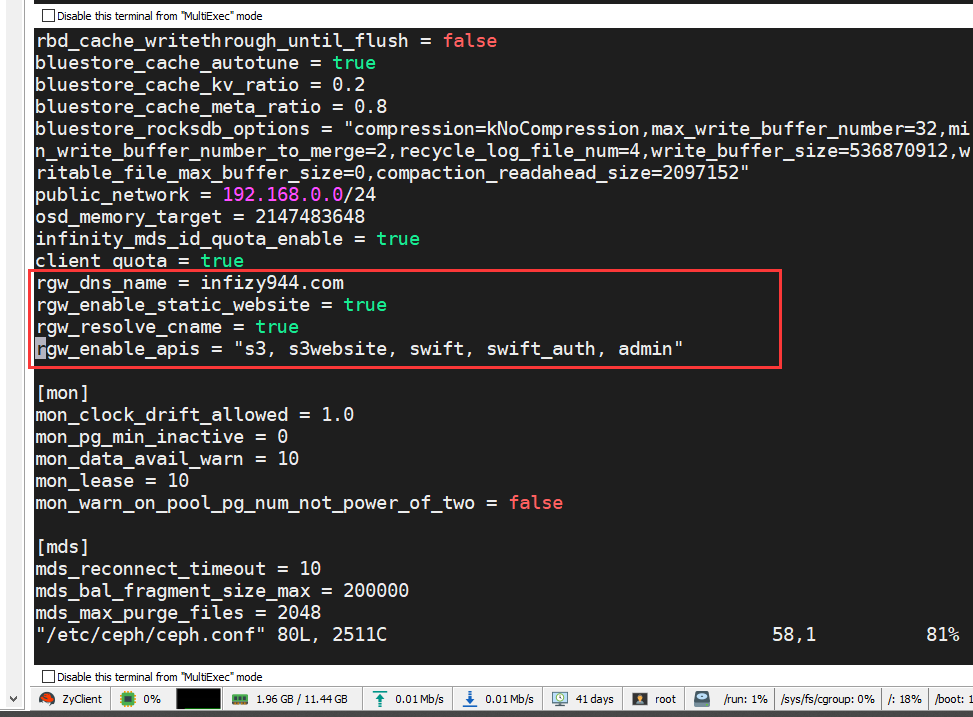 Disable this terminal from "MultiExec" mode
rbd_cache_writethrough_until_flush = false
bluestore_cache_autotune = true
bluestore_cache_kv_ratio = 0.2
bluestore_cache_meta_ratio = 0.8
bluestore_rocksdb_options = "compression=kNoCompression,max_write_buffer_number=32,mi
n_write_buffer_number_to_merge=2,recycle_log_file_num=4,write_buffer_size=536870912,w
ritable_file_max_buffer_size=0,compaction_readahead_size=2097152"
public_network = 192.168.0.0/24
osd_memory_target = 2147483648
infinity_mds_id_quota_enable = true
client quota = true
rgw_dns_name = infizy944.com
rgw_enable_static_website = true
rgw_resolve_cname = true
rgw_enable_apis = "s3, s3website, swift, swift_auth, admin"
[mon]
mon_clock_drift_allowed = 1.0
mon_pg_min_inactive = 0
mon_data_avail_warn = 10
mon_lease = 10
mon_warn_on_pool_pg_num_not_power_of_two = false
[mds]
mds_reconnect_timeout = 10
mds_bal_fragment_size_max = 200000
mds_max_purge_files = 2048
"/etc/ceph/ceph.conf" 80L, 2511C 58,1 81%
Disable this terminal from "MultiExec" mode
ZyClient 0% 1.96 GB / 11.44 GB 0.01 Mb/s 0.01 Mb/s 41 days root /run: 1% /sys/fs/cgroup: 0% /: 18% /boot: 1